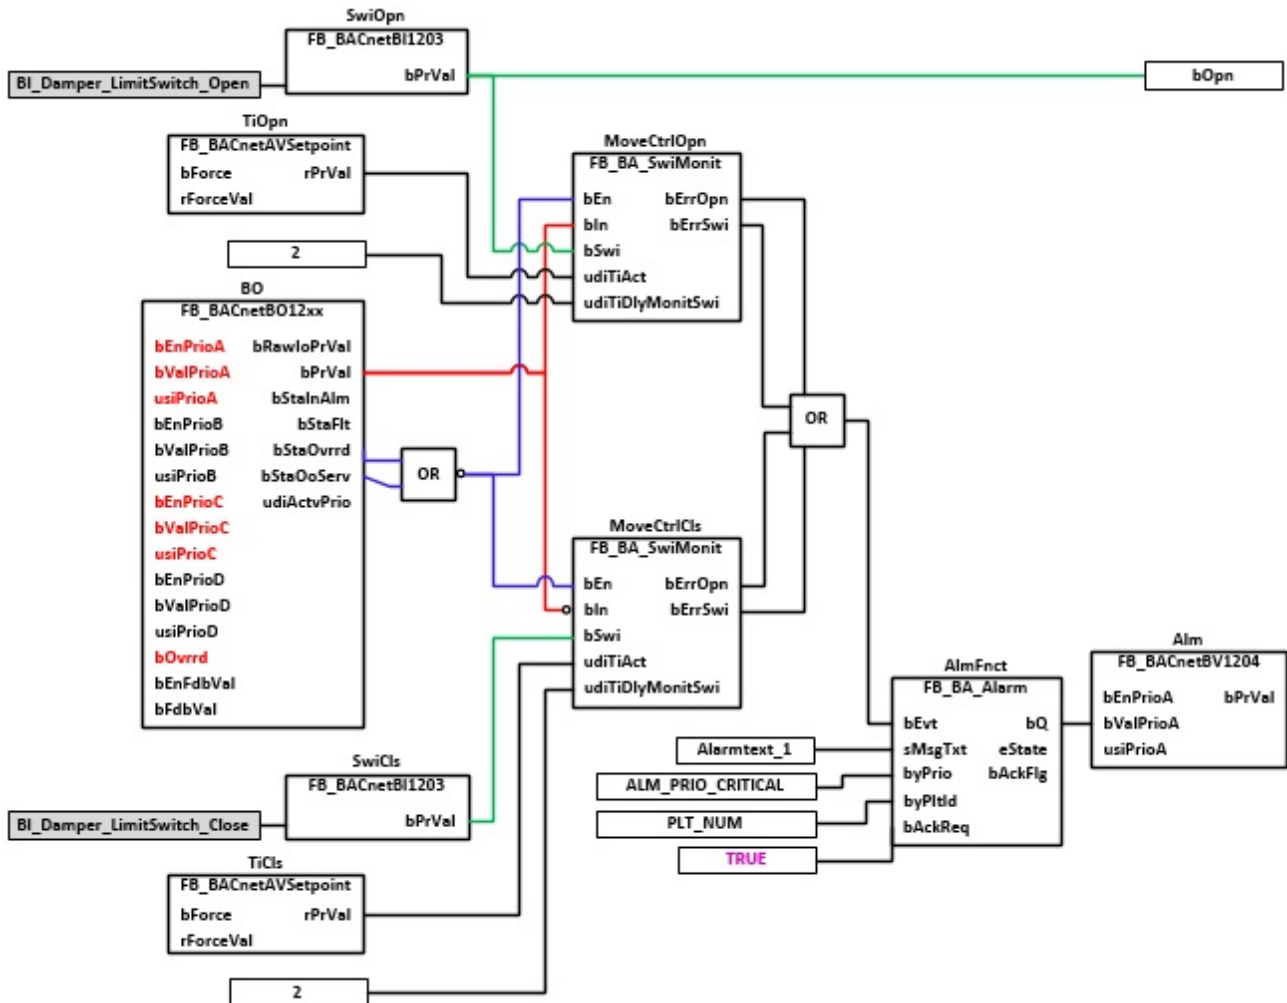 SwiOpn
FB_BACnetBI1203
bPrVal
BI_Damper_LimitSwitch_Open
bOpn
TiOpn
FB_BACnetAVSetpoint
bForce rPrVal
rForceVal
2
MoveCtrlOpn
FB_BA_SwiMonit
bEn bErrOpn
bIn bErrSwi
bSwi
udiTiAct
udiTiDlyMonitSwi
BO
FB_BACnetBO12xx
bEnPrioA bRawIoPrVal
bValPrioA bPrVal
usiPrioA bStaInAlm
bEnPrioB bStaFlt
bValPrioB bStaOvrrd
usiPrioB bStaOoServ
bEnPrioC udiActvPrio
bValPrioC
usiPrioC
bEnPrioD
bValPrioD
usiPrioD
bOvrrd
bEnFdbVal
bFdbVal
OR
OR
MoveCtrlCls
FB_BA_SwiMonit
bEn bErrOpn
bIn bErrSwi
bSwi
udiTiAct
udiTiDlyMonitSwi
SwiCls
FB_BACnetBI1203
bPrVal
BI_Damper_LimitSwitch_Close
TiCls
FB_BACnetAVSetpoint
bForce rPrVal
rForceVal
2
Alarmtext_1
ALM_PRIO_CRITICAL
PLT_NUM
TRUE
AlmFnct
FB_BA_Alarm
bEvt bQ
sMsgTxt eState
byPrio bAckFlg
byPltId
bAckReq
Alm
FB_BACnetBV1204
bEnPrioA bPrVal
bValPrioA
usiPrioA